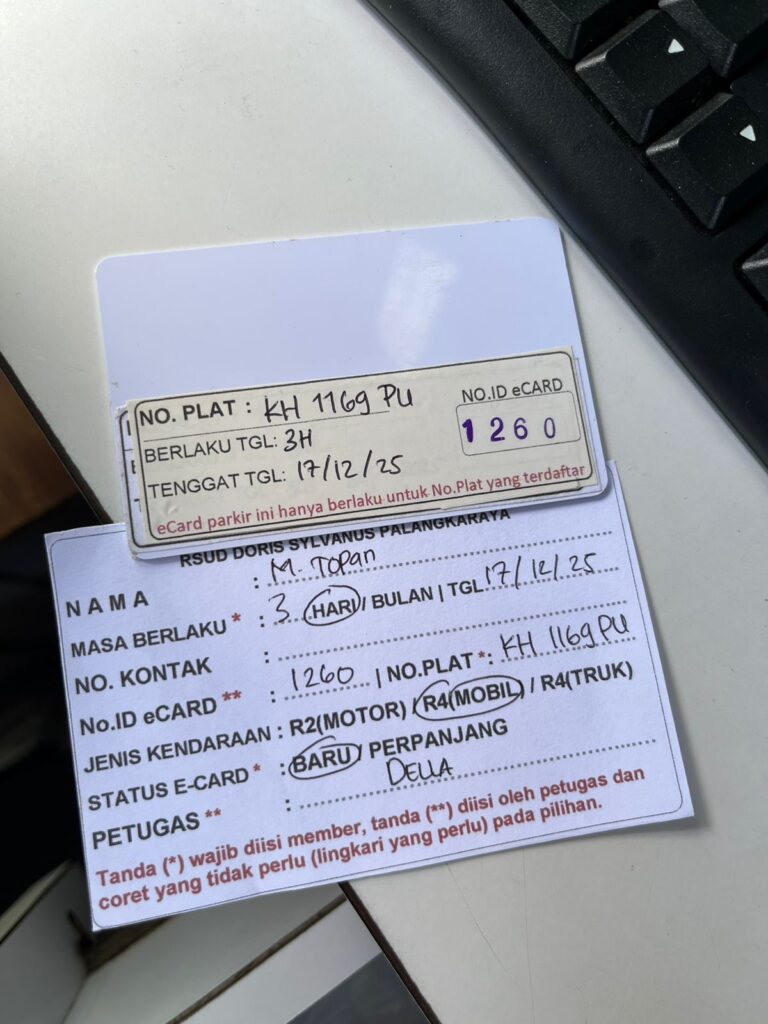 NO. PLAT : KH 1169 PU
NO.ID eCARD
1260
BERLAKU TGL: 3H
TENGGAT TGL: 17/12/25
eCard parkir ini hanya berlaku untuk No.Plat yang terdaftar
RSUD DORIS SYLVANUS PALANGKARAYA
NAMA : M. TOPAN
MASA BERLAKU * : 3 HARI / BULAN | TGL 17/12/25
NO. KONTAK :
No.ID eCARD ** : 1260 | NO.PLAT *: KH 1169 PU
JENIS KENDARAAN : R2(MOTOR) / R4(MOBIL) / R4(TRUK)
STATUS E-CARD * : BARU / PERPANJANG
PETUGAS ** : DELLA
Tanda (*) wajib diisi member, tanda (**) diisi oleh petugas dan
coret yang tidak perlu (lingkari yang perlu) pada pilihan.